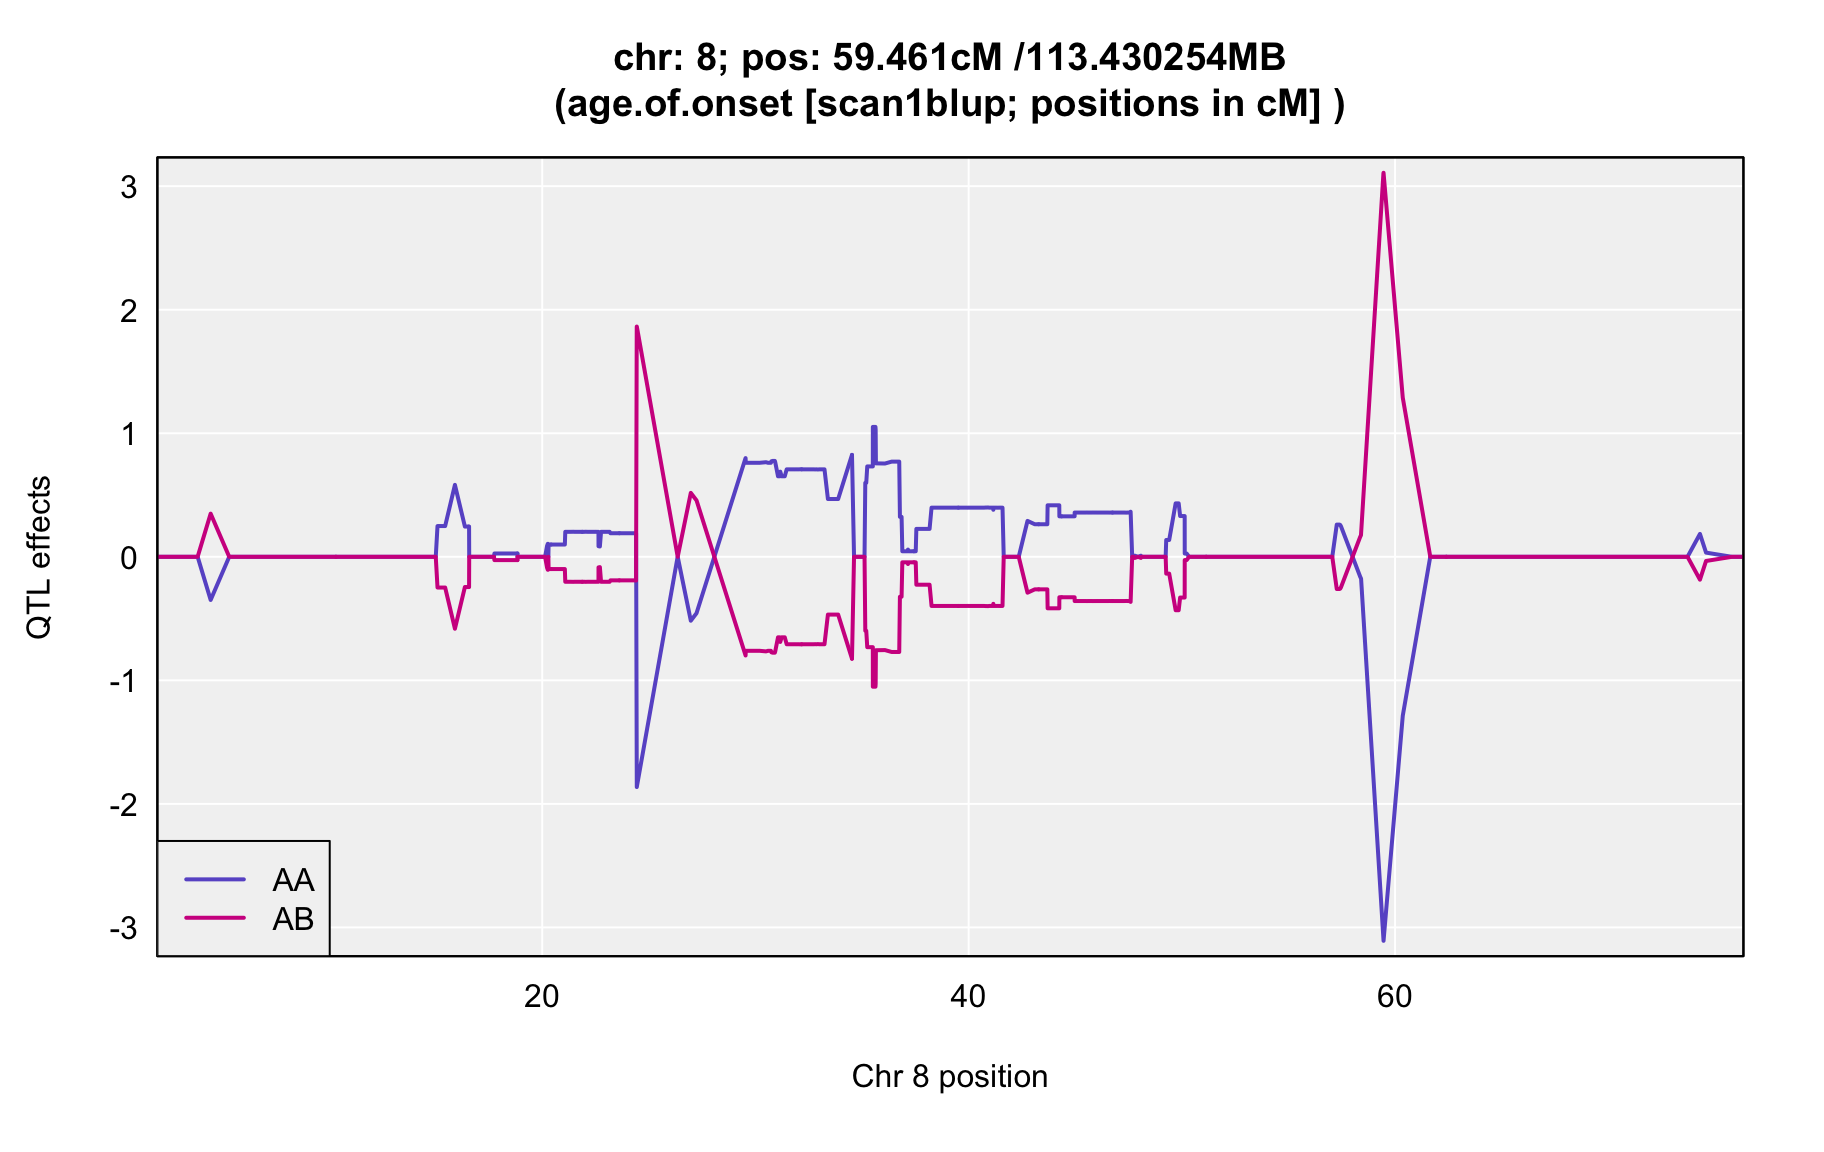 chr: 8; pos: 59.461cM /113.430254MB
(age.of.onset [scan1blup; positions in cM] )
QTL effects
3
2
1
0
-1
-2
-3
AA
AB
20 40 60
Chr 8 position